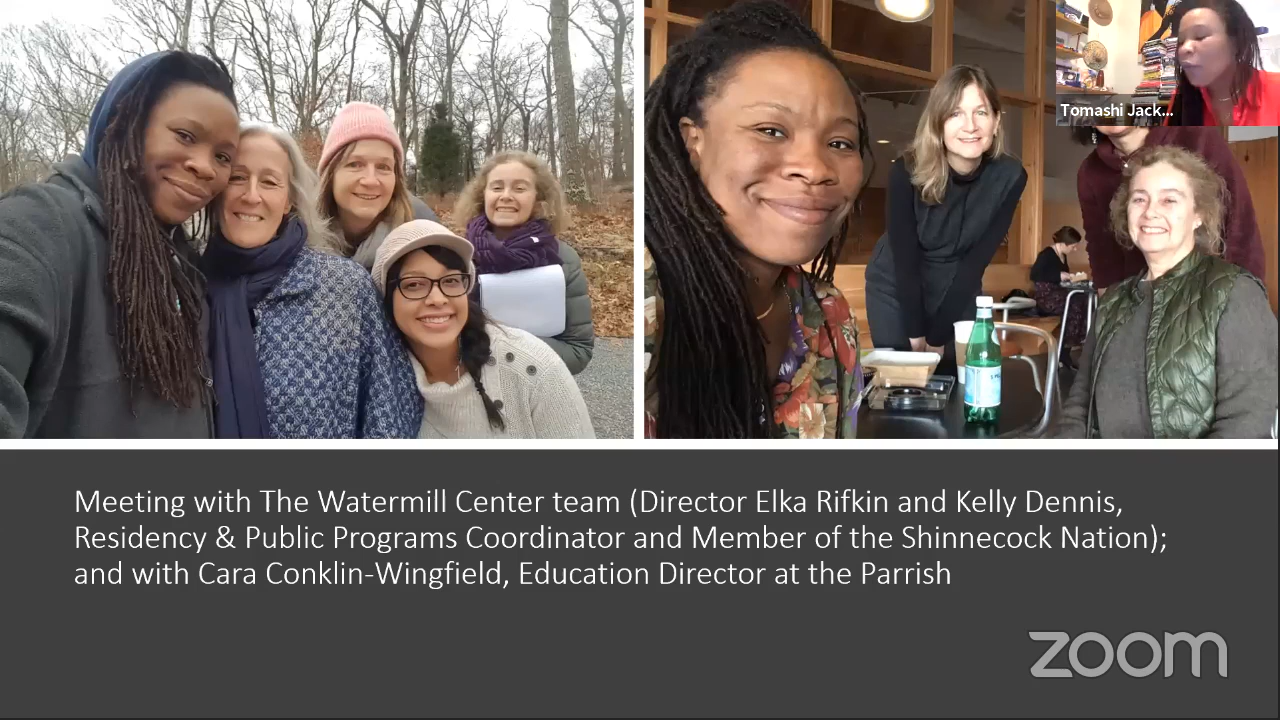 Tomashi Jack...
Meeting with The Watermill Center team (Director Elka Rifkin and Kelly Dennis,
Residency & Public Programs Coordinator and Member of the Shinnecock Nation);
and with Cara Conklin-Wingfield, Education Director at the Parrish
zoom